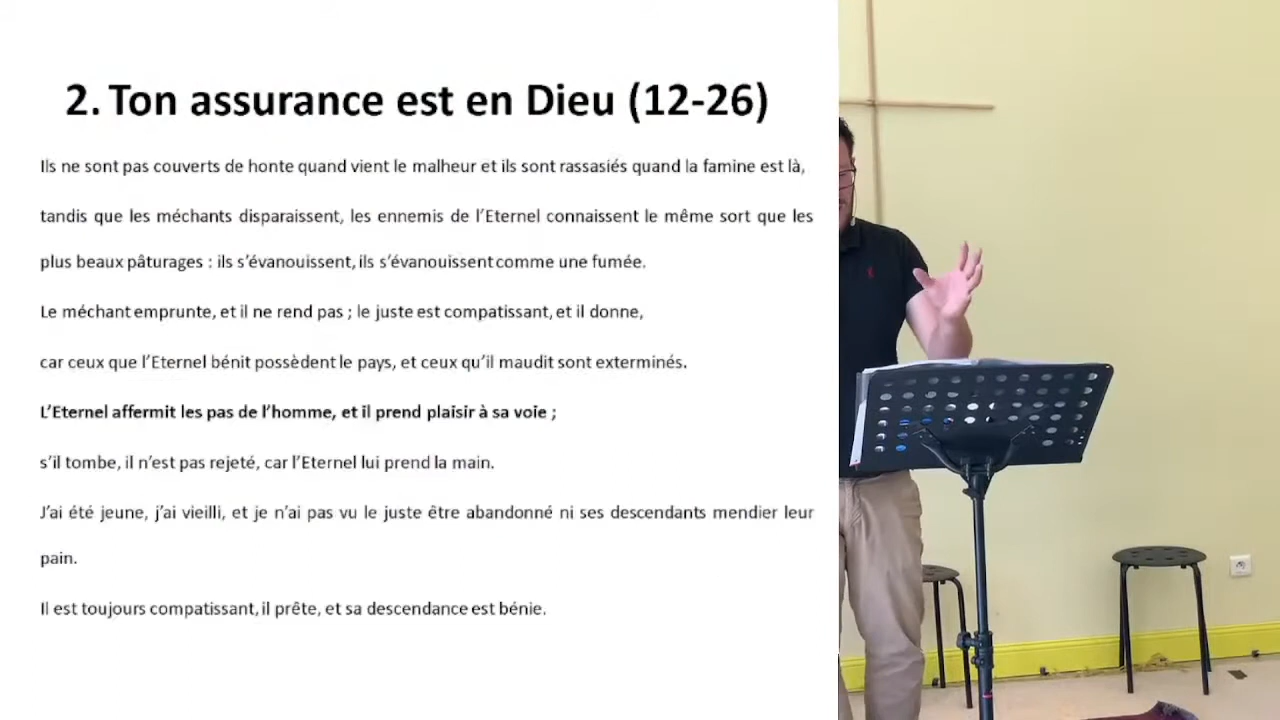 2. Ton assurance est en Dieu (12-26)
Ils ne sont pas couverts de honte quand vient le malheur et ils sont rassasiés quand la famine est là,
tandis que les méchants disparaissent, les ennemis de l’Eternel connaissent le même sort que les
plus beaux pâturages : ils s’évanouissent, ils s’évanouissent comme une fumée.
Le méchant emprunte, et il ne rend pas ; le juste est compatissant, et il donne,
car ceux que l’Eternel bénit possèdent le pays, et ceux qu’il maudit sont exterminés.
L’Eternel affermit les pas de l’homme, et il prend plaisir à sa voie ;
s’il tombe, il n’est pas rejeté, car l’Eternel lui prend la main.
J’ai été jeune, j’ai vieilli, et je n’ai pas vu le juste être abandonné ni ses descendants mendier leur
pain.
Il est toujours compatissant, il prête, et sa descendance est bénie.